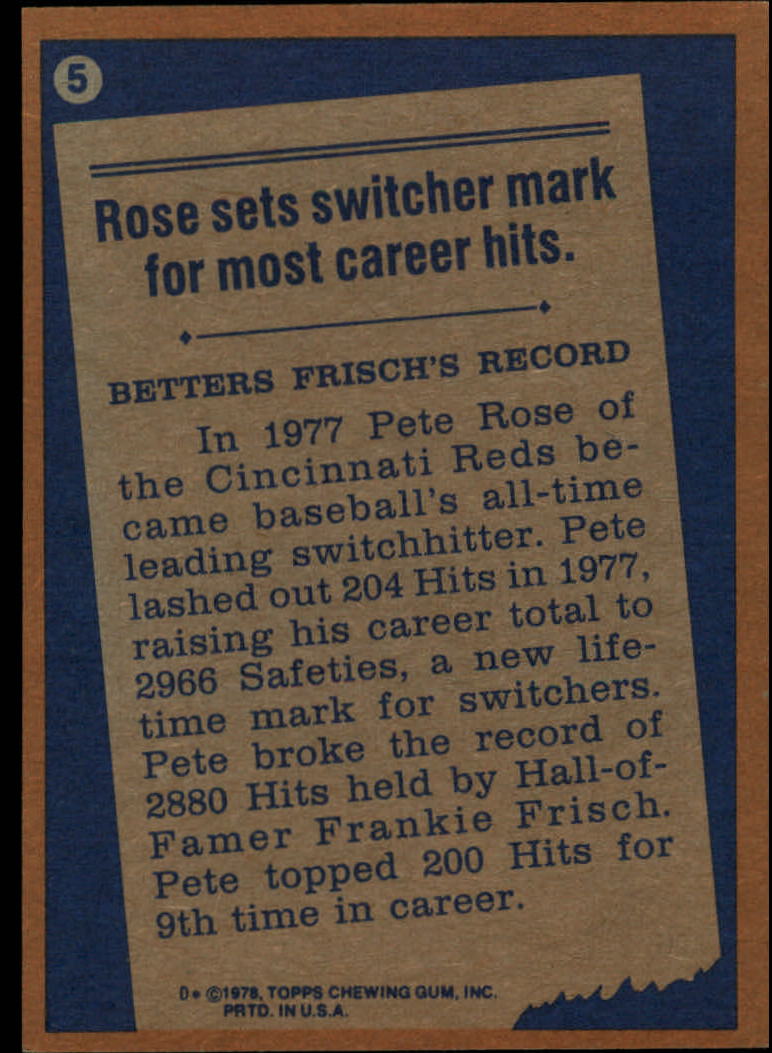 5
Rose sets switcher mark
for most career hits.
BETTERS FRISCH'S RECORD
In 1977 Pete Rose of
the Cincinnati Reds be-
came baseball's all-time
leading switchhitter. Pete
lashed out 204 Hits in 1977,
raising his career total to
2966 Safeties, a new life-
time mark for switchers.
Pete broke the record of
2880 Hits held by Hall-of-
Famer Frankie Frisch.
Pete topped 200 Hits for
9th time in career.
D* ©1978, TOPPS CHEWING GUM, INC.
PRTD. IN U.S.A.